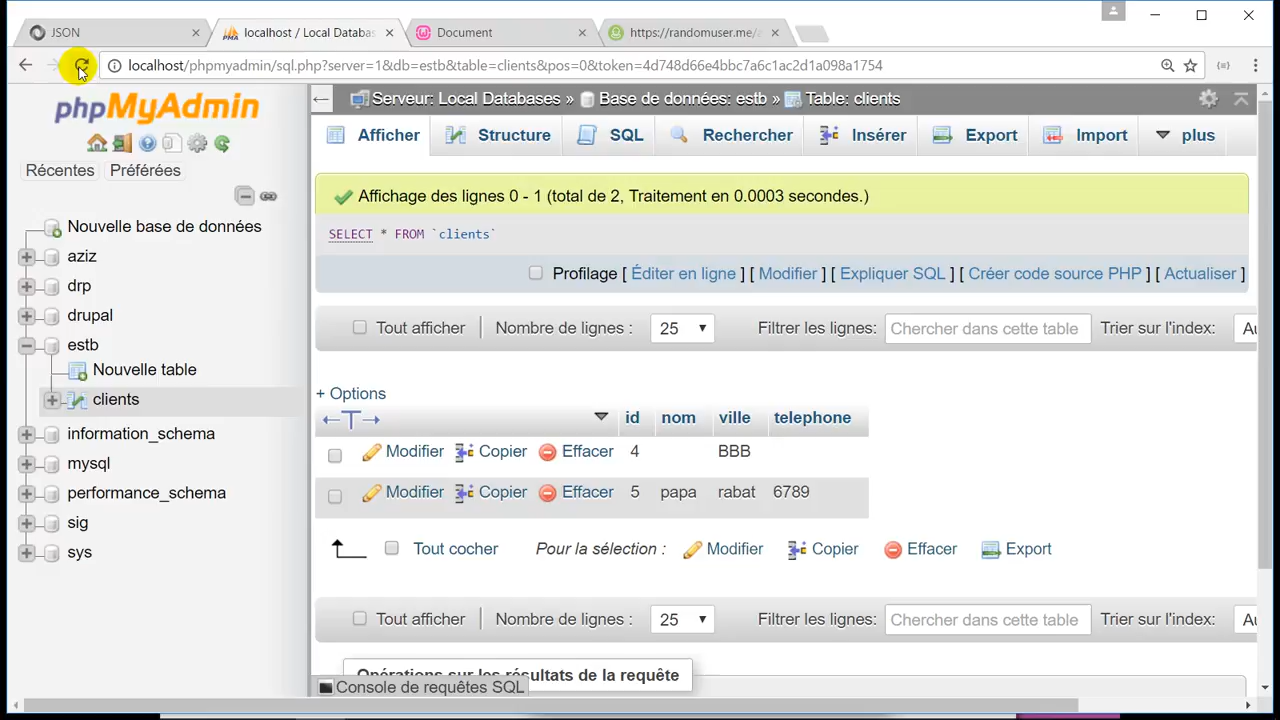 JSON
localhost / Local Databas
Document
https://randomuser.me/a
localhost/phpmyadmin/sql.php?server=1&db=estb&table=clients&pos=0&token=4d748d66e4bbc7a6c1ac2d1a098a1754
phpMyAdmin
Récentes Préférées
Nouvelle base de données
aziz
drp
drupal
estb
Nouvelle table
clients
information_schema
mysql
performance_schema
sig
sys
Serveur: Local Databases » Base de données: estb » Table: clients
Afficher Structure SQL Rechercher Insérer Export Import plus
Affichage des lignes 0 - 1 (total de 2, Traitement en 0.0003 secondes.)
SELECT * FROM `clients`
Profilage [ Éditer en ligne ] [ Modifier ] [ Expliquer SQL ] [ Créer code source PHP ] [ Actualiser ]
Tout afficher Nombre de lignes : 25 Filtrer les lignes: Chercher dans cette table Trier sur l'index: Au
+ Options
id nom ville telephone
Modifier Copier Effacer 4 BBB
Modifier Copier Effacer 5 papa rabat 6789
Tout cocher Pour la sélection : Modifier Copier Effacer Export
Tout afficher Nombre de lignes : 25 Filtrer les lignes: Chercher dans cette table Trier sur l'index: Au
Opérations sur les résultats de la requête
Console de requêtes SQL